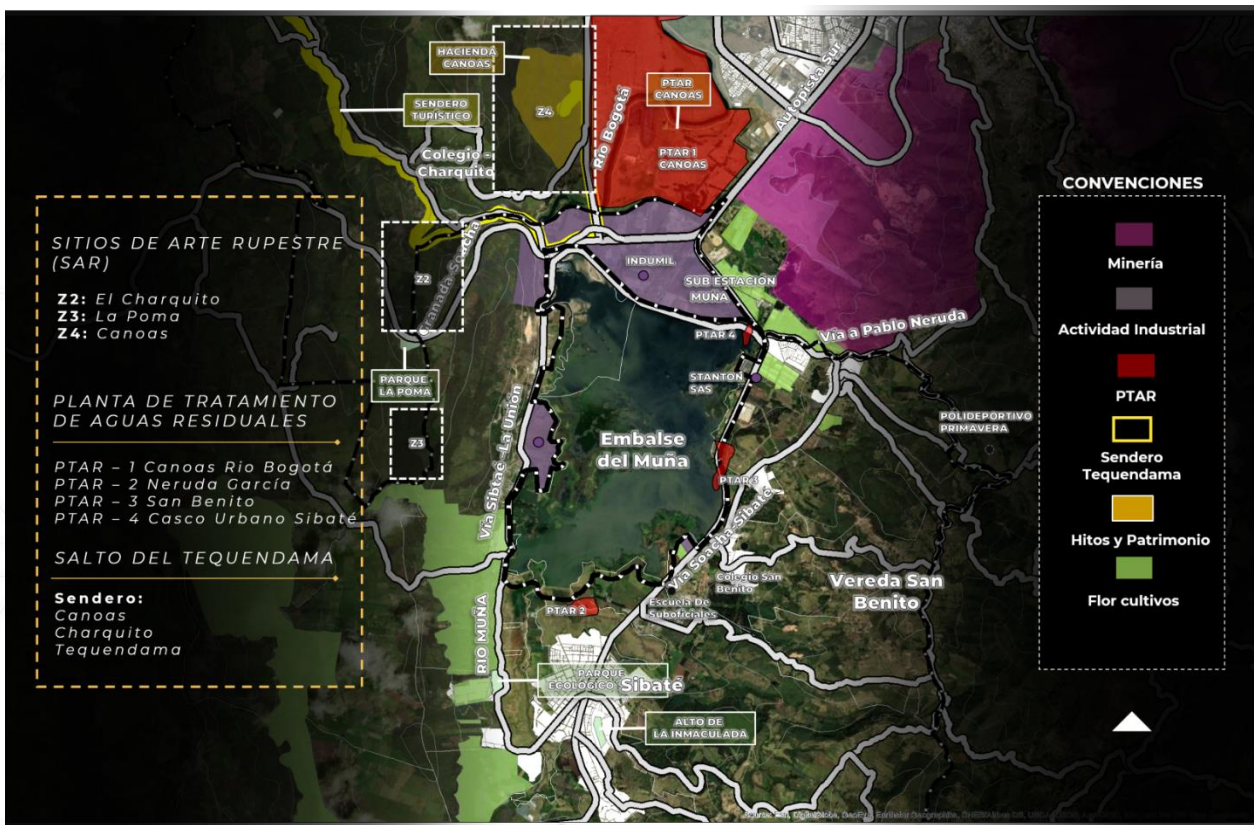 HACIENDA
CANOAS
SENDERO
TURISTICO
Colegio -
Charquito
Z4
Río Bogotá
PTAR
CANOAS
PTAR 1
CANOAS
Autopista Sur
SITIOS DE ARTE RUPESTRE
(SAR)
Z2: El Charquito
Z3: La Poma
Z4: Canoas
PLANTA DE TRATAMIENTO
DE AGUAS RESIDUALES
PTAR – 1 Canoas Rio Bogotá
PTAR – 2 Neruda García
PTAR – 3 San Benito
PTAR – 4 Casco Urbano Sibaté
SALTO DEL TEQUENDAMA
Sendero:
Canoas
Charquito
Tequendama
Z2
Granada Soacha
PARQUE
LA POMA
Z3
INDUMIL
SUB ESTACIÓN
MUÑA
PTAR 4
Vía a Pablo Neruda
STANTON
SAS
POLIDEPORTIVO
PRIMAVERA
Embalse
del Muña
Vía Sibtaé -La Unión
PTAR 3
Vía Soacha-Sibaté
Colegio San
Benito
Vereda San
Benito
Escuela De
Suboficiales
PTAR 2
RIO MUÑA
PARQUE
ECOLÓGICO
Sibaté
ALTO DE
LA INMACULADA
CONVENCIONES
Minería
Actividad Industrial
PTAR
Sendero
Tequendama
Hitos y Patrimonio
Flor cultivos